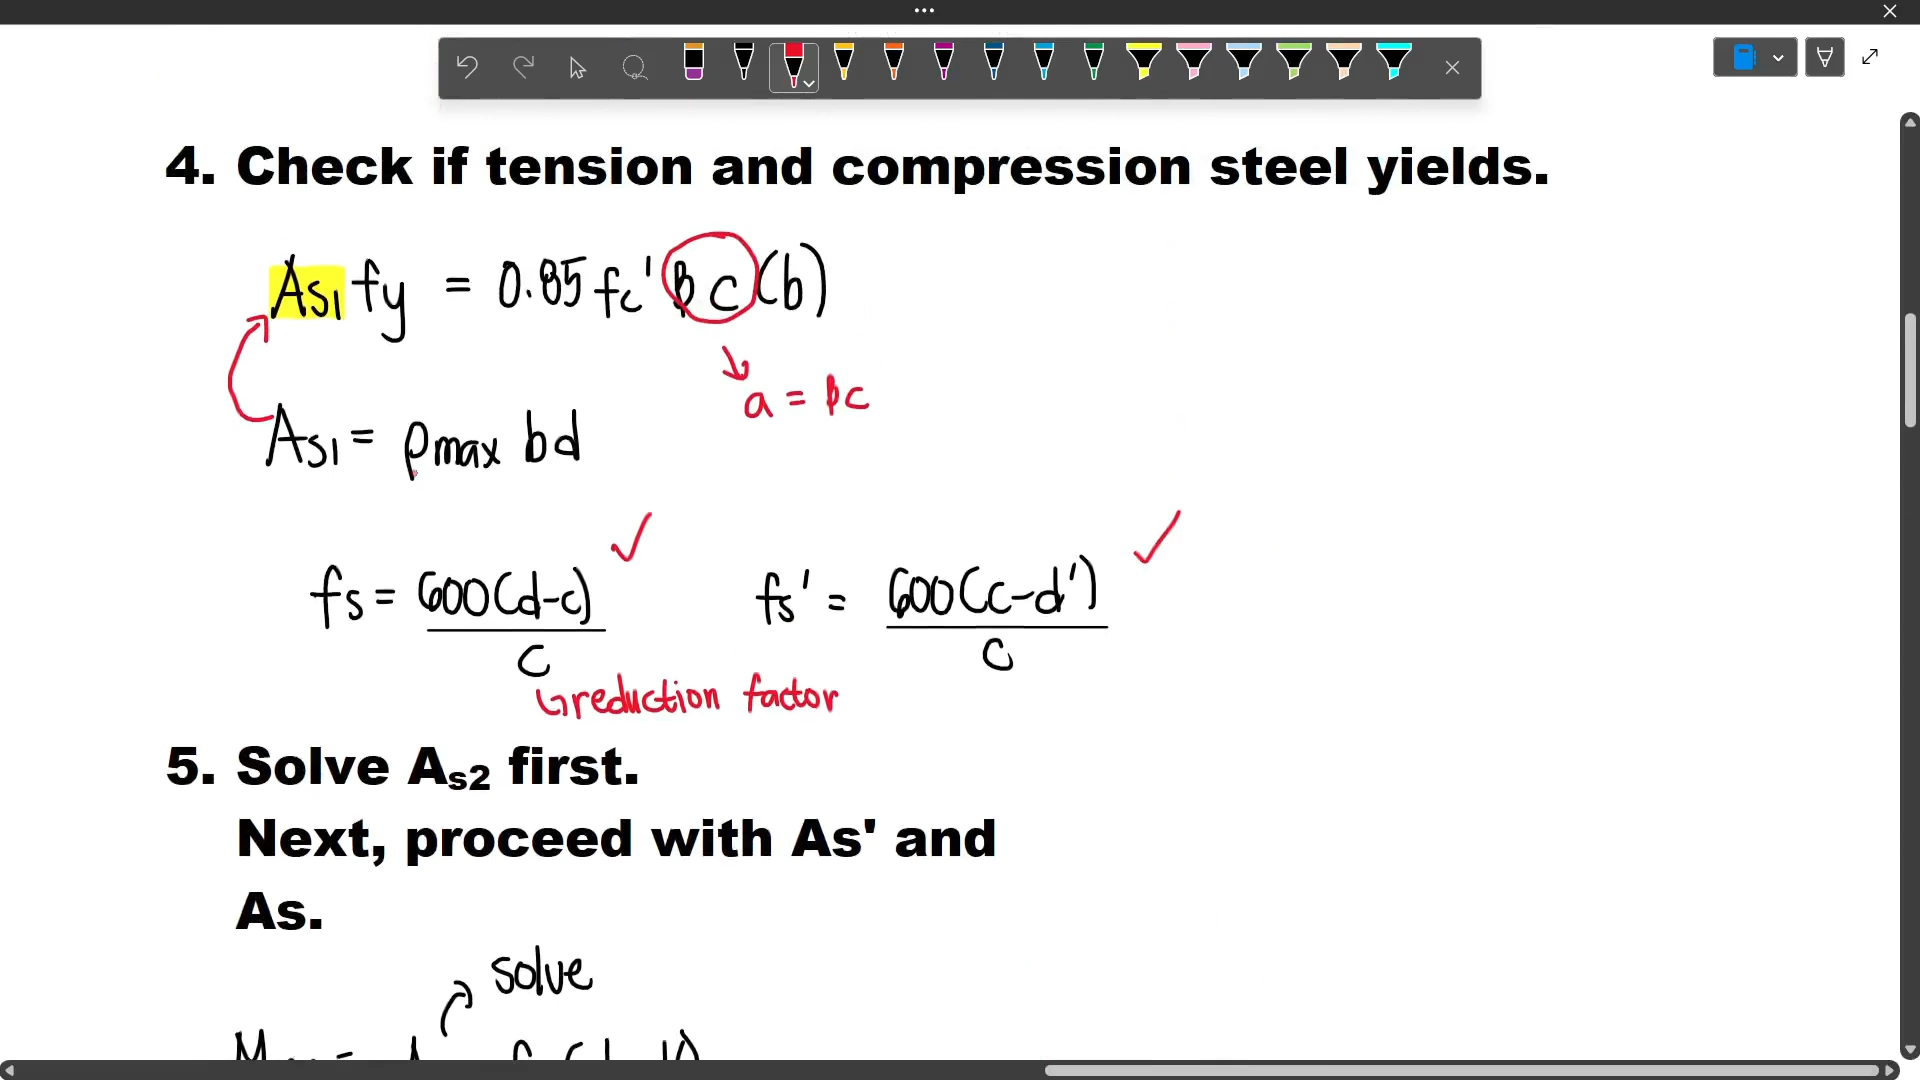 4. Check if tension and compression steel yields.
As1 fy = 0.85 fc' βc (b)
a = βc
As1 = ρmax bd
fs = 600(d-c) / c
fs' = 600(c-d') / c
reduction factor
5. Solve As2 first.
Next, proceed with As' and
As.
solve